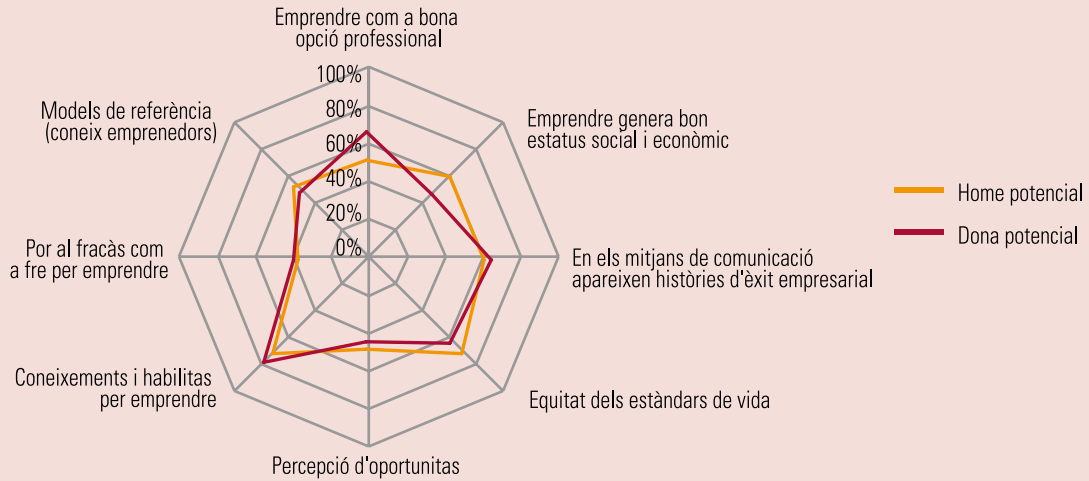 Emprendre com a bona
opció professional
100%
80%
60%
40%
20%
0%
Models de referència
(coneix emprenedors)
Emprendre genera bon
estatus social i econòmic
Home potencial
Dona potencial
Por al fracàs com
a fre per emprendre
En els mitjans de comunicació
apareixen històries d'èxit empresarial
Coneixements i habilitas
per emprendre
Equitat dels estàndars de vida
Percepció d'oportunitas